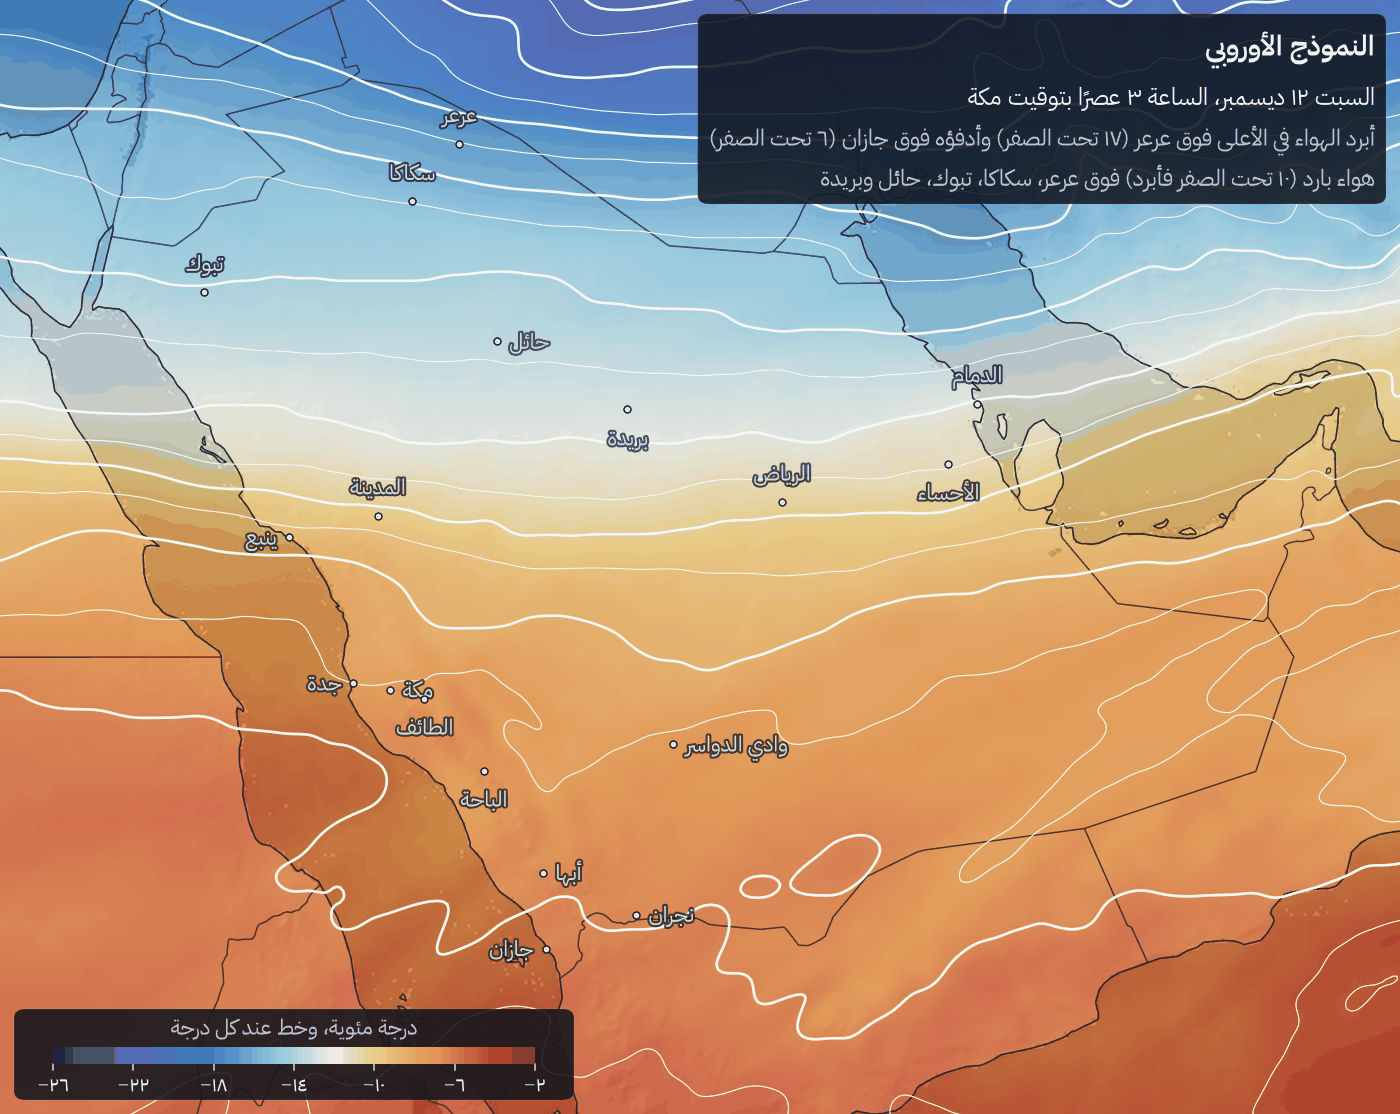 النموذج الأوروبي
السبت ١٢ ديسمبر، الساعة ٣ عصرًا بتوقيت مكة
أبرد الهواء في الأعلى فوق عرعر (١٧ تحت الصفر) وأدفؤه فوق جازان (٦ تحت الصفر)
هواء بارد (١٠ تحت الصفر فأبرد) فوق عرعر، سكاكا، تبوك، حائل وبريدة
عرعر
سكاكا
تبوك
حائل
الدمام
بريدة
الرياض
المدينة
الأحساء
ينبع
جدة
مكة
الطائف
وادي الدواسر
الباحة
أبها
نجران
جازان
درجة مئوية، وخط عند كل درجة
−٢٦ −٢٢ −١٨ −١٤ −١٠ −٦ −٢